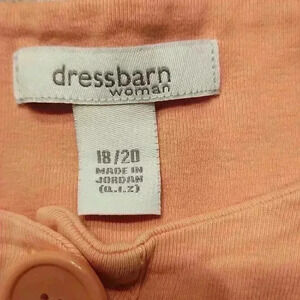 dressbarn
woman
18/20
MADE IN
JORDAN
(Q.I.Z)